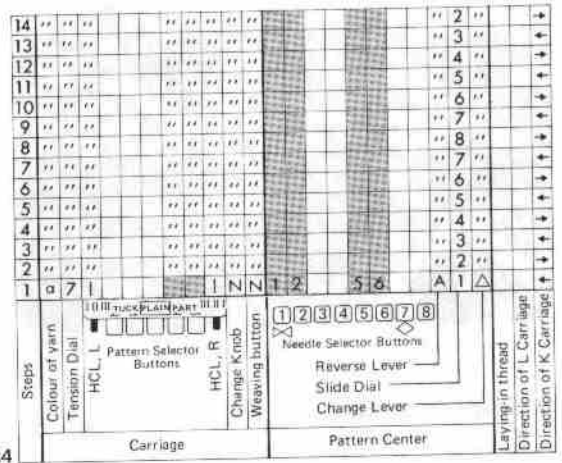 14 " " " " " " " 2 " →
13 " " " " " " " 3 " ←
12 " " " " " " " 4 " →
11 " " " " " " " 5 " ←
10 " " " " " " " 6 " →
9 " " " " " " " 7 " ←
8 " " " " " " " 8 " →
7 " " " " " " " 7 " ←
6 " " " " " " " 6 " →
5 " " " " " " " 5 " ←
4 " " " " " " " 4 " →
3 " " " " " " " 3 " ←
2 " " " " " " " 2 " →
1 a 7 I I N N 1 2 5 6 A 1 △ ←
Steps
Colour of yarn
Tension Dial
HCL, L
TUCK PLAIN PART
Pattern Selector
Buttons
HCL, R
Change Knob
Weaving button
Carriage
1 2 3 4 5 6 7 8
Needle Selector Buttons
Reverse Lever
Slide Dial
Change Lever
Pattern Center
Laying-in thread
Direction of L Carriage
Direction of K Carriage